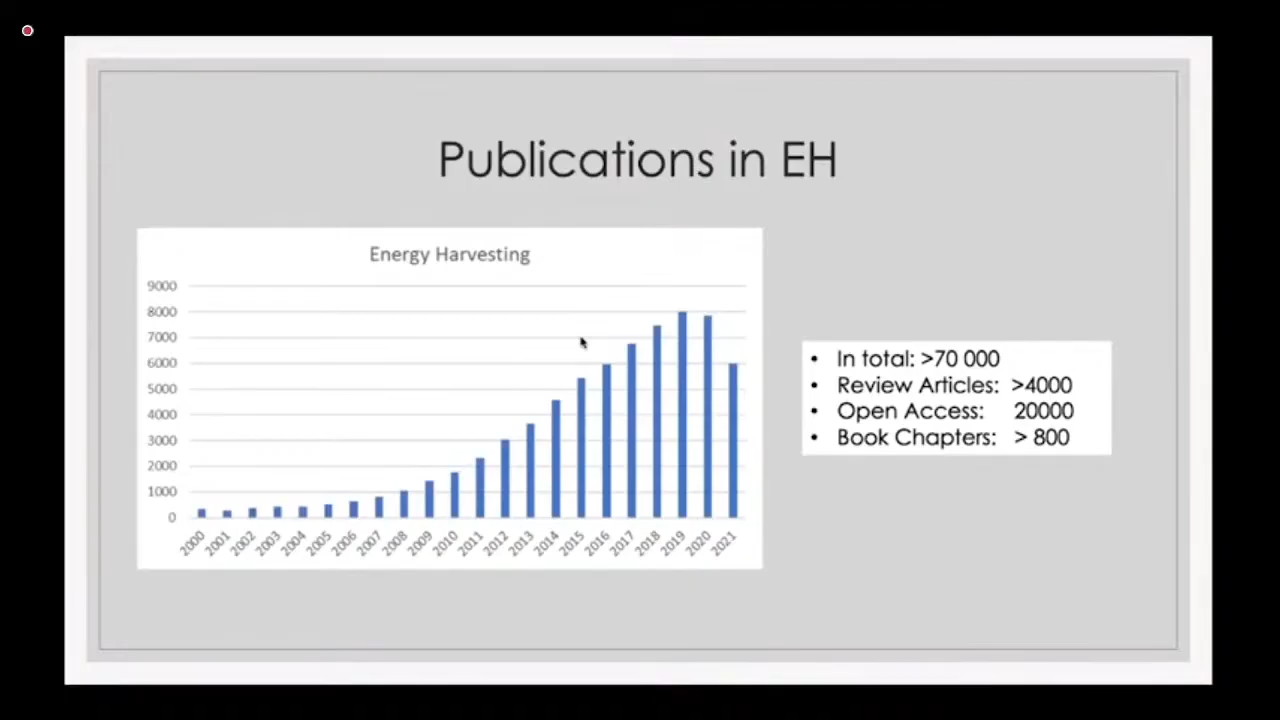 Publications in EH
Energy Harvesting
9000
8000
7000
6000
5000
4000
3000
2000
1000
0
2000 2001 2002 2003 2004 2005 2006 2007 2008 2009 2010 2011 2012 2013 2014 2015 2016 2017 2018 2019 2020 2021
• In total: >70 000
• Review Articles: >4000
• Open Access: 20000
• Book Chapters: > 800